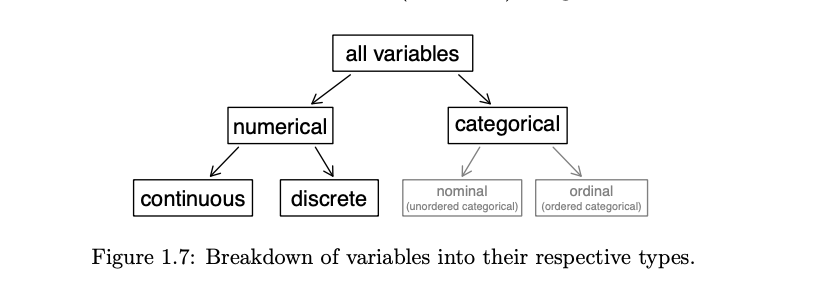 all variables
numerical
categorical
continuous
discrete
nominal
(unordered categorical)
ordinal
(ordered categorical)
Figure 1.7: Breakdown of variables into their respective types.